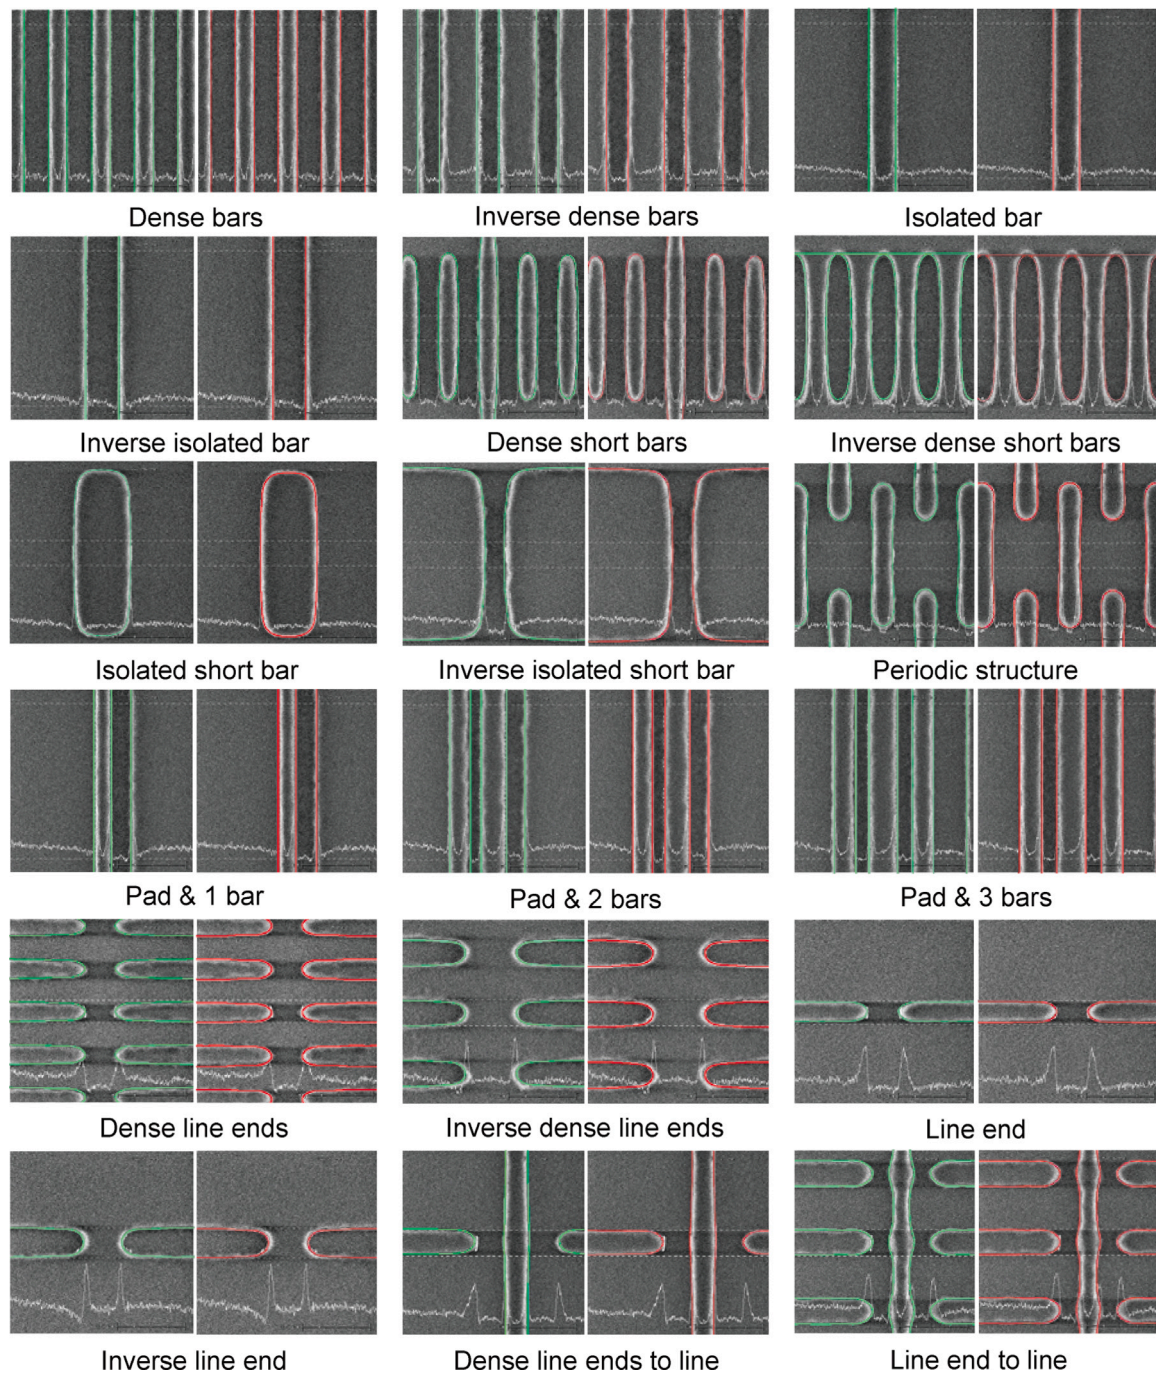 Dense bars
Inverse dense bars
Isolated bar
Inverse isolated bar
Dense short bars
Inverse dense short bars
Isolated short bar
Inverse isolated short bar
Periodic structure
Pad & 1 bar
Pad & 2 bars
Pad & 3 bars
Dense line ends
Inverse dense line ends
Line end
Inverse line end
Dense line ends to line
Line end to line